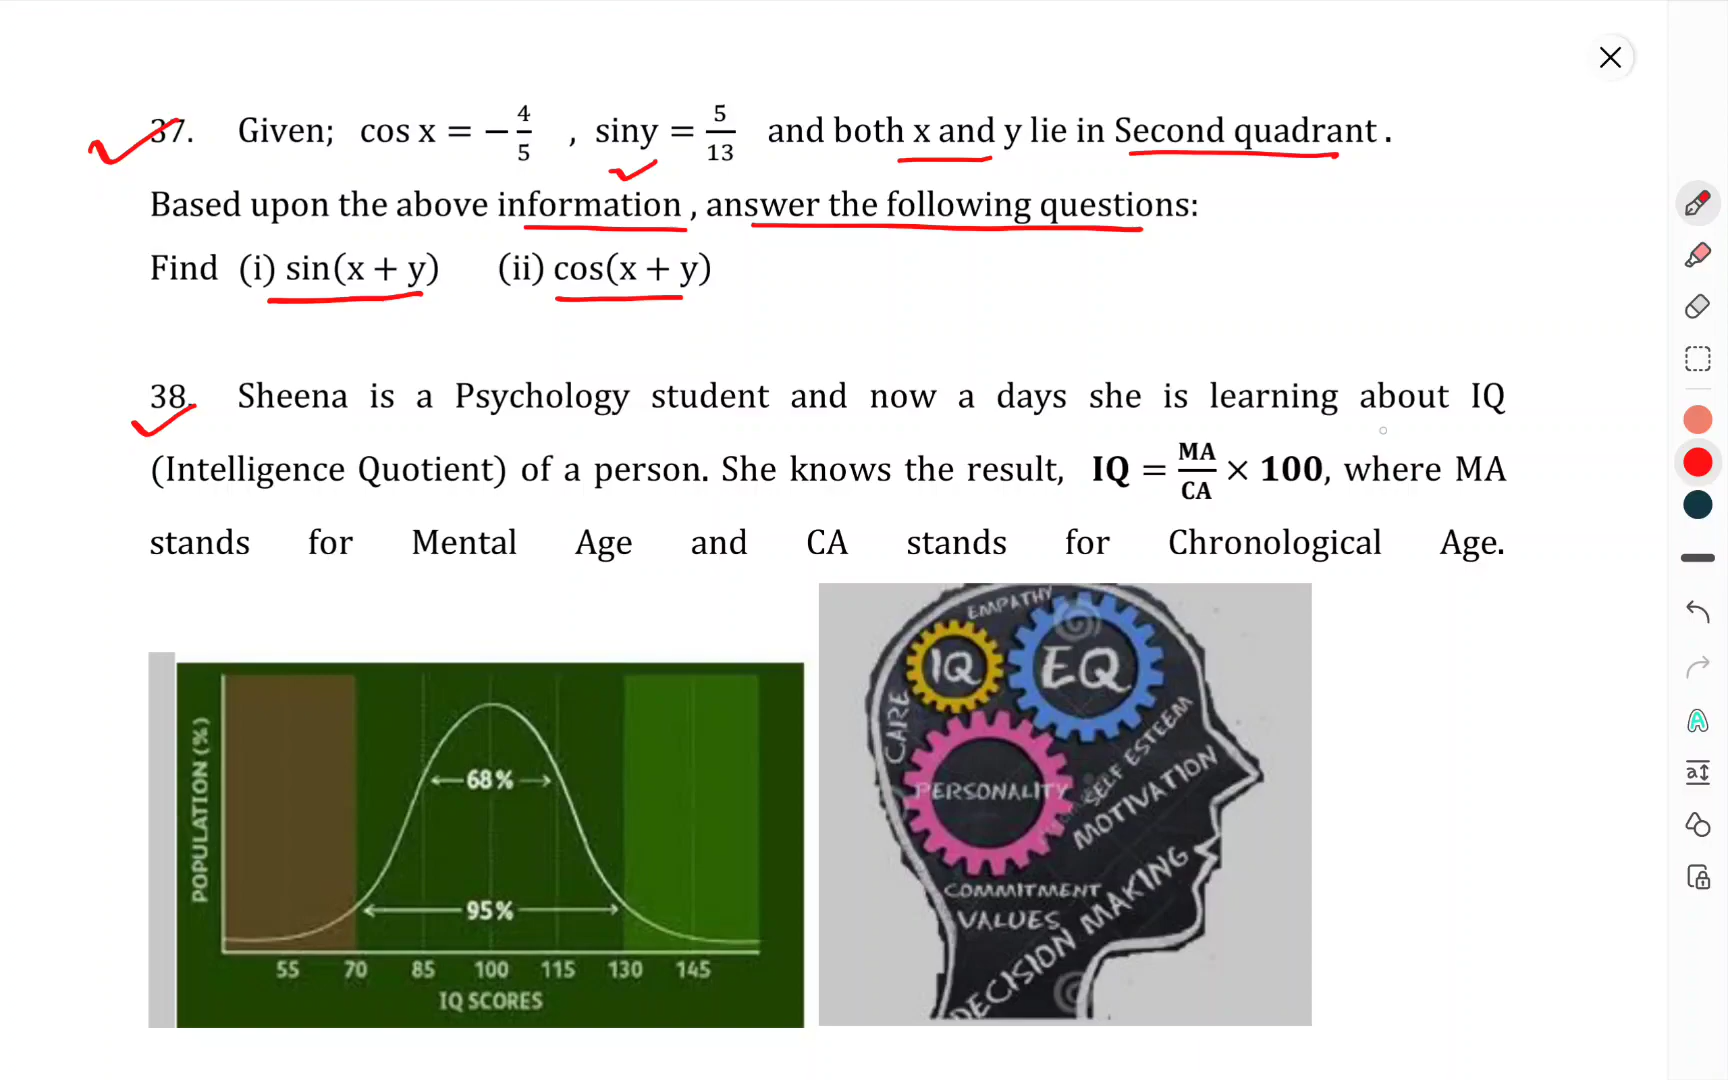 37. Given; cos x = −4/5 , siny = 5/13 and both x and y lie in Second quadrant .
Based upon the above information , answer the following questions:
Find (i) sin(x + y) (ii) cos(x + y)
38. Sheena is a Psychology student and now a days she is learning about IQ
(Intelligence Quotient) of a person. She knows the result, IQ = MA/CA × 100, where MA
stands for Mental Age and CA stands for Chronological Age.
POPULATION (%)
68%
95%
55 70 85 100 115 130 145
IQ SCORES
EMPATHY
IQ
EQ
CARE
SELF ESTEEM
PERSONALITY
MOTIVATION
COMMITMENT
VALUES
DECISION MAKING
A
a